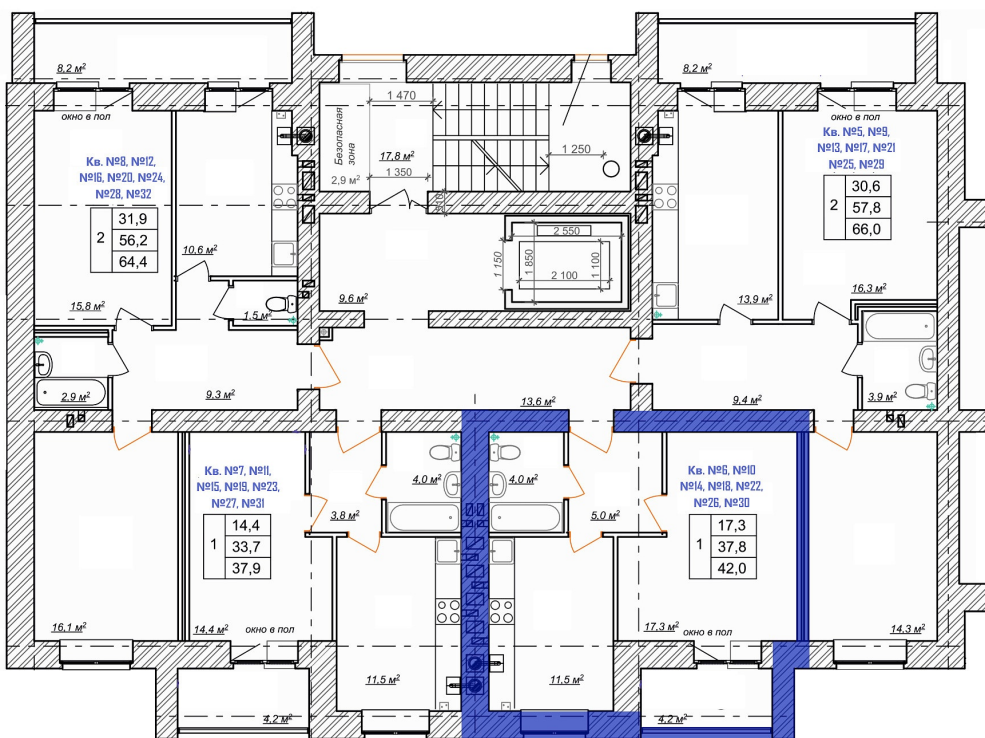 8.2 м²
8.2 м²
окно в пол
окно в пол
Кв. №8, №12,
№16, №20, №24,
№28, №32
2
31,9
56,2
64,4
15.8 м²
10.6 м²
1.5 м²
Безопасная
зона
2,9 м²
1 470
17.8 м²
1 350
1 250
910
2 550
1 150
1 850
2 100
1 100
9.6 м²
Кв. №5, №9,
№13, №17, №21
№25, №29
2
30,6
57,8
66,0
13.9 м²
16.3 м²
2.9 м²
9.3 м²
13.6 м²
9.4 м²
3.9 м²
Кв. №7, №11,
№15, №19, №23,
№27, №31
1
14,4
33,7
37,9
4.0 м²
4.0 м²
3.8 м²
5.0 м²
Кв. №6, №10
№14, №18, №22,
№26, №30
1
17,3
37,8
42,0
16.1 м²
14.4 м²
окно в пол
17.3 м²
окно в пол
14.3 м²
11.5 м²
11.5 м²
4.2 м²
4.2 м²